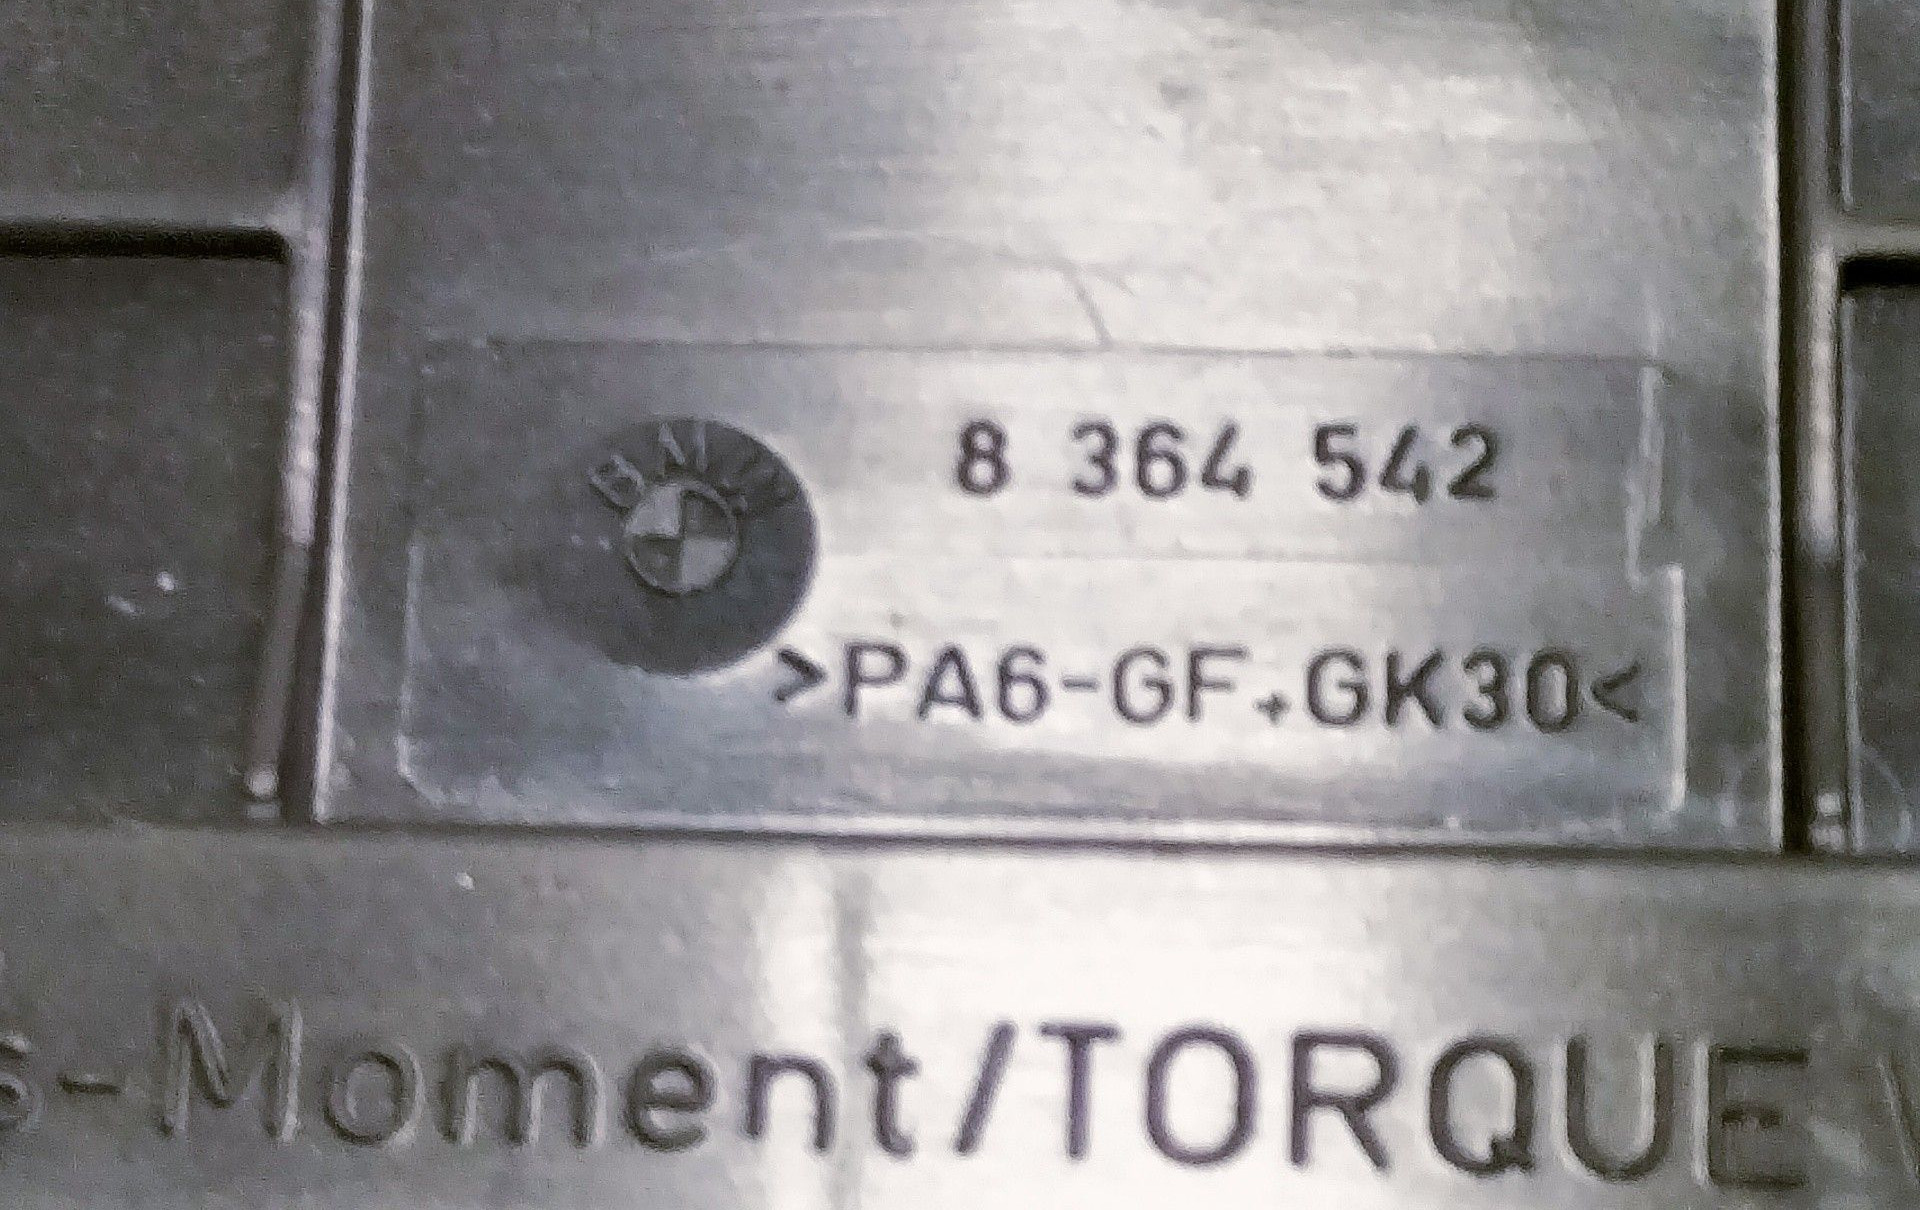 BMW
8 364 542
>PA6-GF+GK30<
s-Moment/TORQUE